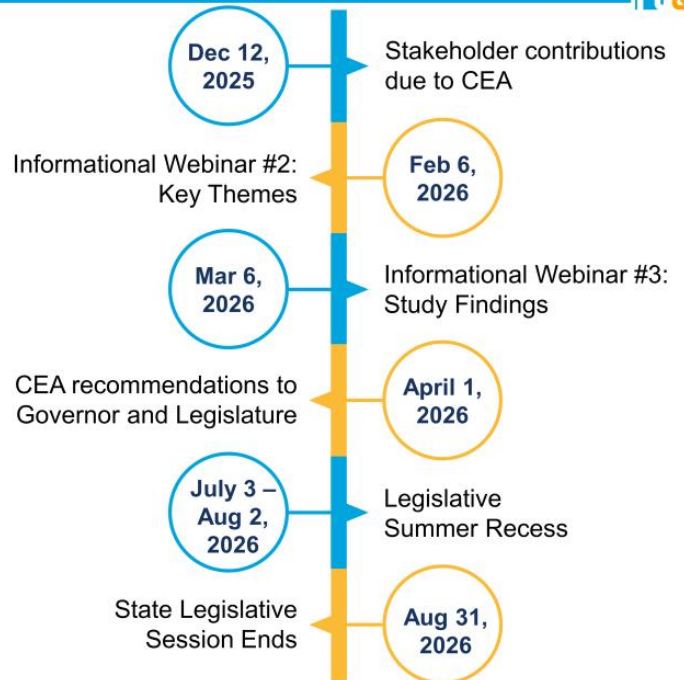 Dec 12,
2025
Stakeholder contributions
due to CEA
Informational Webinar #2:
Key Themes
Feb 6,
2026
Mar 6,
2026
Informational Webinar #3:
Study Findings
CEA recommendations to
Governor and Legislature
April 1,
2026
July 3 –
Aug 2,
2026
Legislative
Summer Recess
State Legislative
Session Ends
Aug 31,
2026